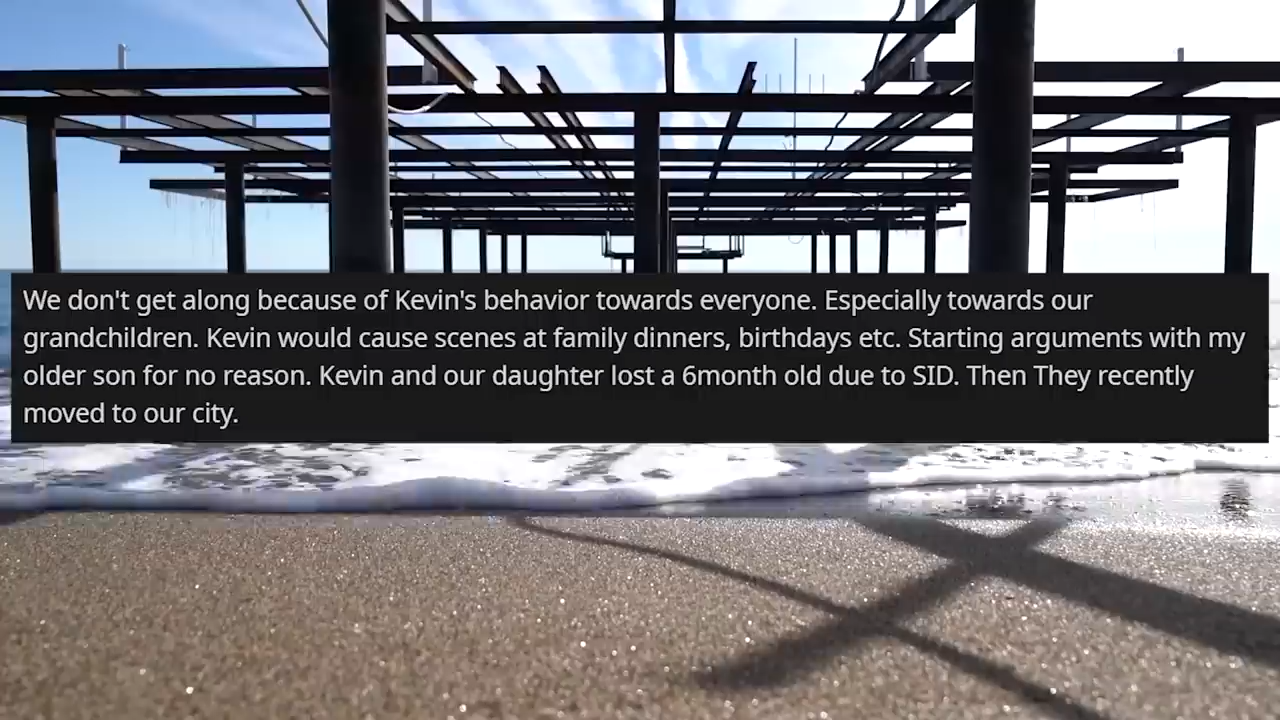 We don't get along because of Kevin's behavior towards everyone. Especially towards our
grandchildren. Kevin would cause scenes at family dinners, birthdays etc. Starting arguments with my
older son for no reason. Kevin and our daughter lost a 6month old due to SID. Then They recently
moved to our city.